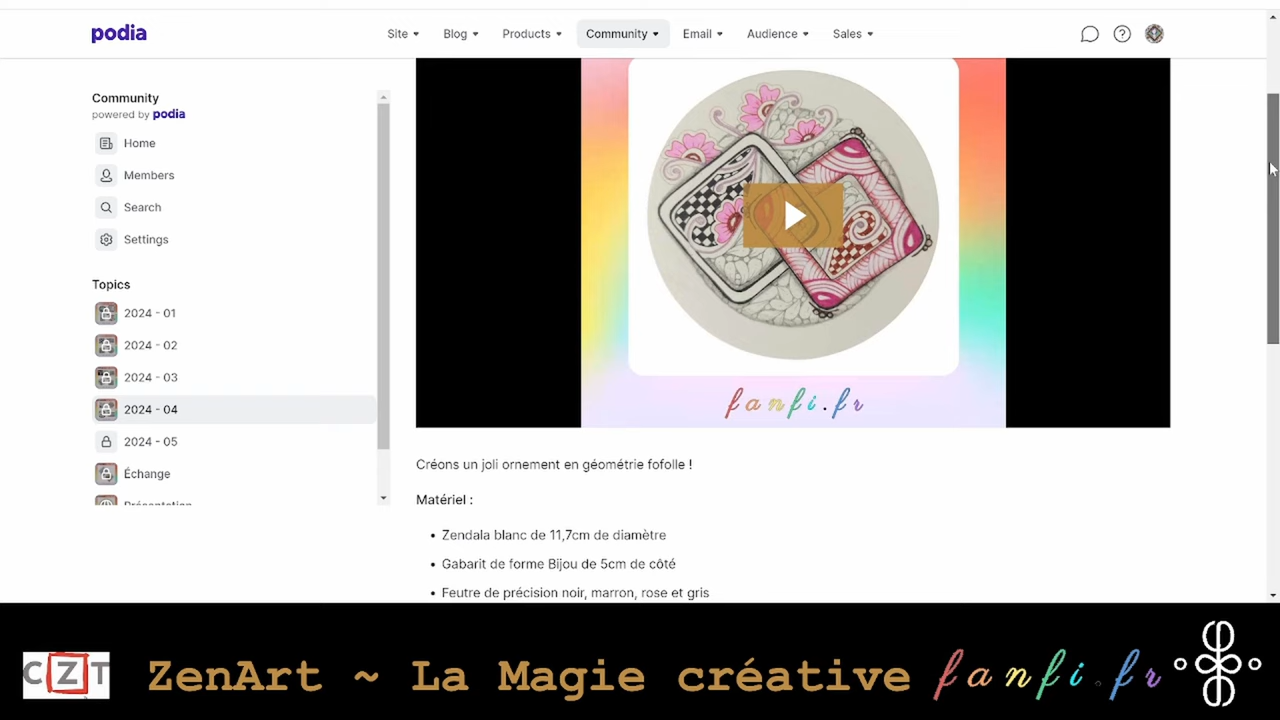 podia
Site
Blog
Products
Community
Email
Audience
Sales
Community
powered by podia
Home
Members
Search
Settings
Topics
2024 - 01
2024 - 02
2024 - 03
2024 - 04
2024 - 05
Échange
Présentation
fanfi.fr
Créons un joli ornement en géométrie fofolle !
Matériel :
• Zendala blanc de 11,7cm de diamètre
• Gabarit de forme Bijou de 5cm de côté
• Feutre de précision noir, marron, rose et gris
CZT
ZenArt ~ La Magie créative
fanfi.fr